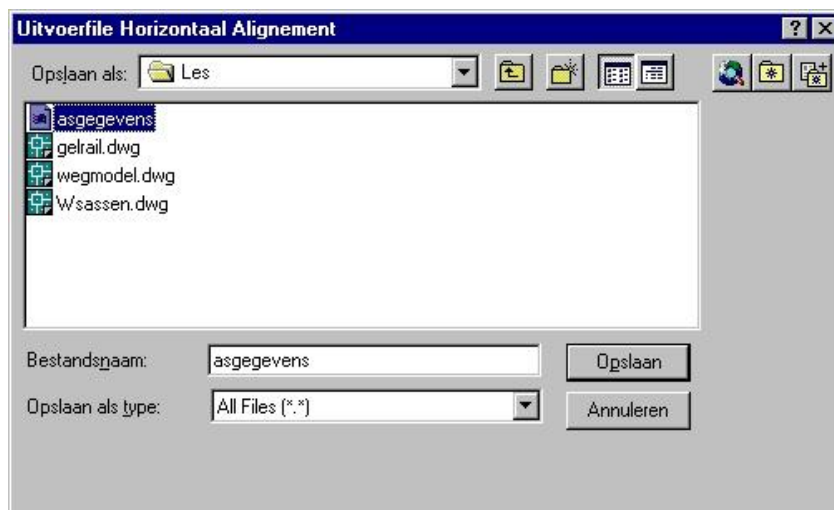 Uitvoerfile Horizontaal Alignement
Opslaan als: Les
asgegevens
gelrail.dwg
wegmodel.dwg
Wsassen.dwg
Bestandsnaam: asgegevens Opslaan
Opslaan als type: All Files (*.*) Annuleren